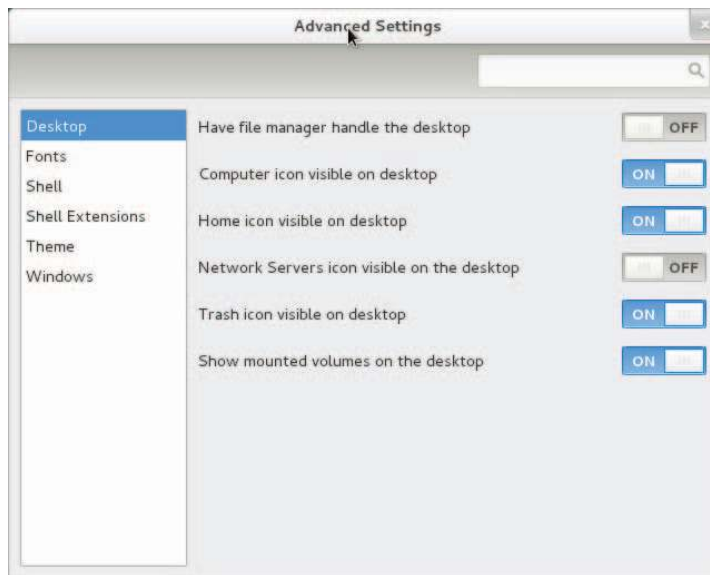 Advanced Settings
Desktop
Fonts
Shell
Shell Extensions
Theme
Windows
Have file manager handle the desktop OFF
Computer icon visible on desktop ON
Home icon visible on desktop ON
Network Servers icon visible on the desktop OFF
Trash icon visible on desktop ON
Show mounted volumes on the desktop ON